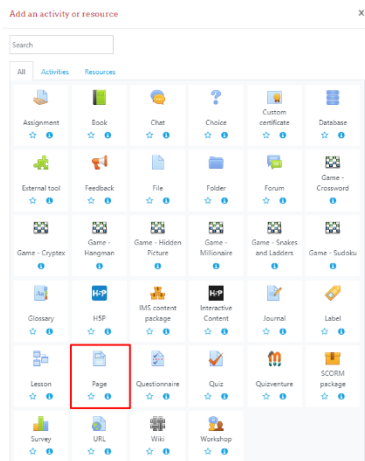 Add an activity or resource
x
Search
All Activities Resources
Assignment
Book
Chat
Choice
Custom
certificate
Database
External tool
Feedback
File
Folder
Forum
Game -
Crossword
Game - Cryptex
Game -
Hangman
Game - Hidden
Picture
Game -
Millionaire
Game - Snakes
and Ladders
Game - Sudoku
Glossary
H5P
H5P
IMS content
package
H5P
Interactive
Content
Journal
Label
Lesson
Page
Questionnaire
Quiz
Quizventure
SCORM
package
Survey
URL
Wiki
Workshop